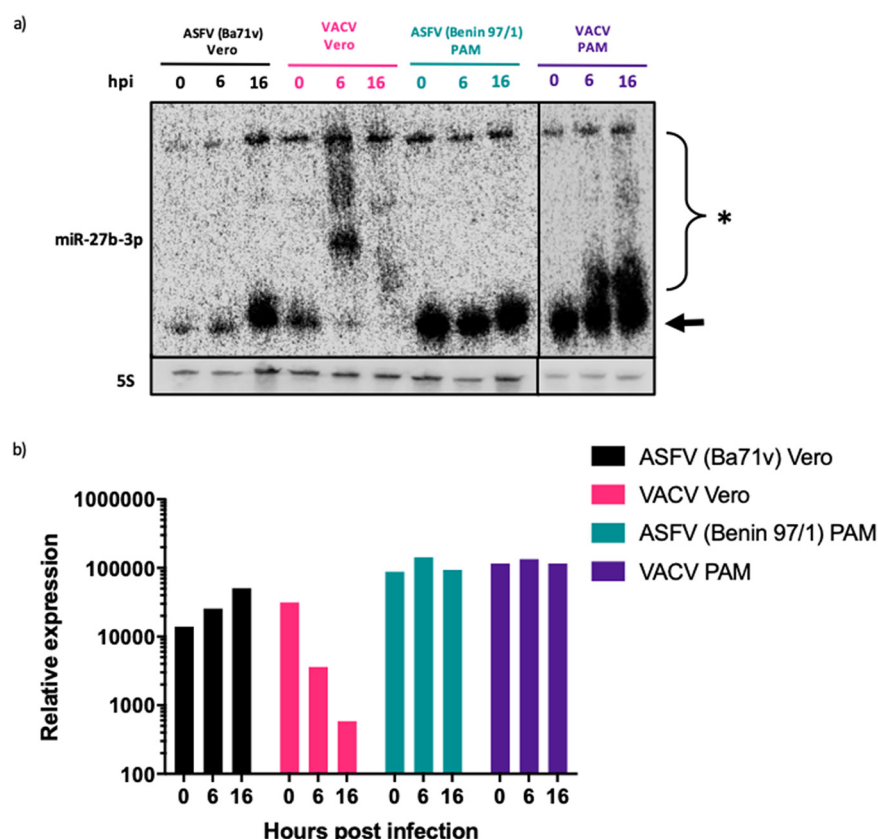 a)
ASFV (Ba71v)
Vero
VACV
Vero
ASFV (Benin 97/1)
PAM
VACV
PAM
hpi 0 6 16 0 6 16 0 6 16 0 6 16
miR-27b-3p
*
5S
b)
ASFV (Ba71v) Vero
VACV Vero
ASFV (Benin 97/1) PAM
VACV PAM
Relative expression
1000000
100000
10000
1000
100
0 6 16 0 6 16 0 6 16 0 6 16
Hours post infection